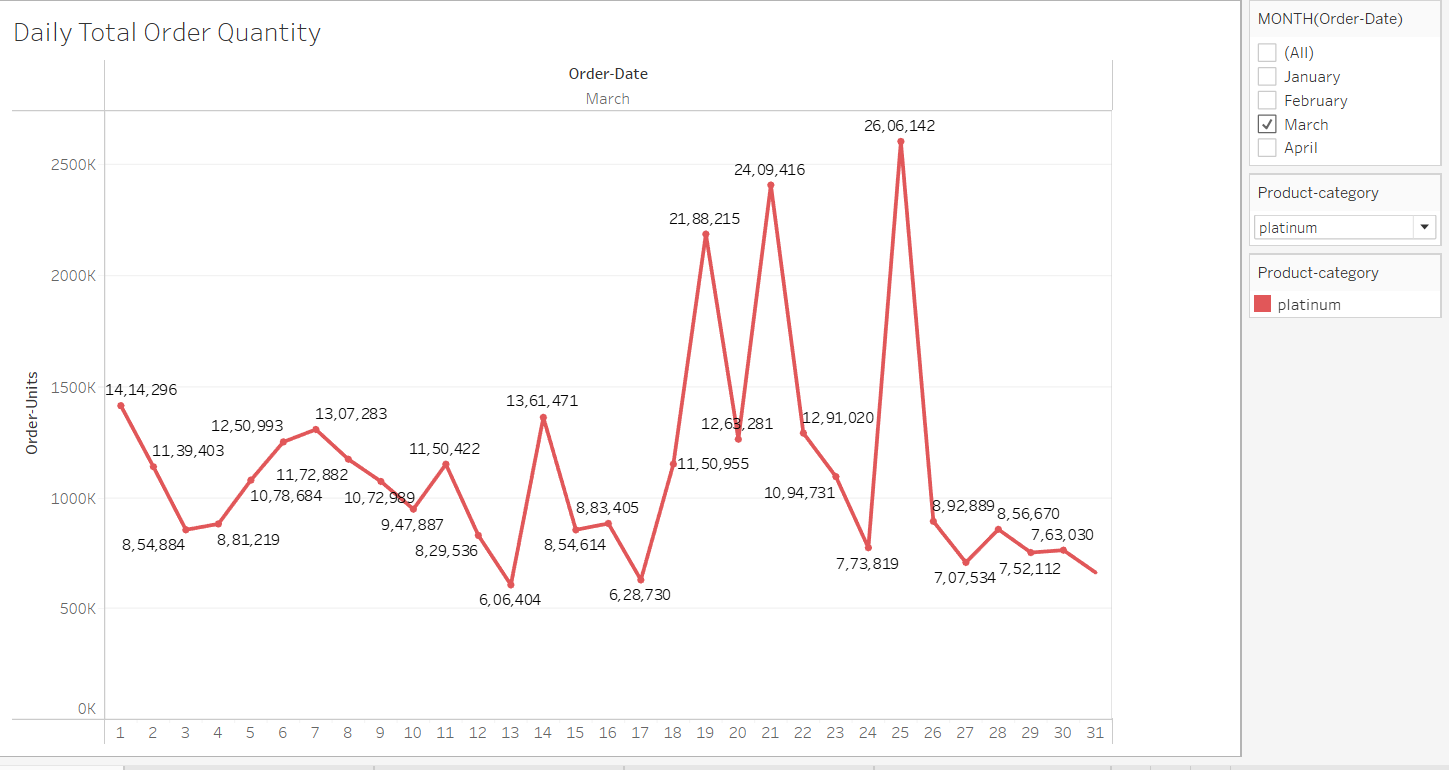 Daily Total Order Quantity
Order-Date
March
Order-Units
2500K
2000K
1500K
1000K
500K
0K
14,14,296
11,39,403
8,54,884
8,81,219
10,78,684
12,50,993
13,07,283
11,72,882
10,72,989
9,47,887
11,50,422
8,29,536
6,06,404
13,61,471
8,54,614
8,83,405
6,28,730
11,50,955
21,88,215
12,63,281
24,09,416
12,91,020
10,94,731
7,73,819
26,06,142
8,92,889
7,07,534
8,56,670
7,52,112
7,63,030
1 2 3 4 5 6 7 8 9 10 11 12 13 14 15 16 17 18 19 20 21 22 23 24 25 26 27 28 29 30 31
MONTH(Order-Date)
(All)
January
February
March
April
Product-category
platinum
Product-category
platinum